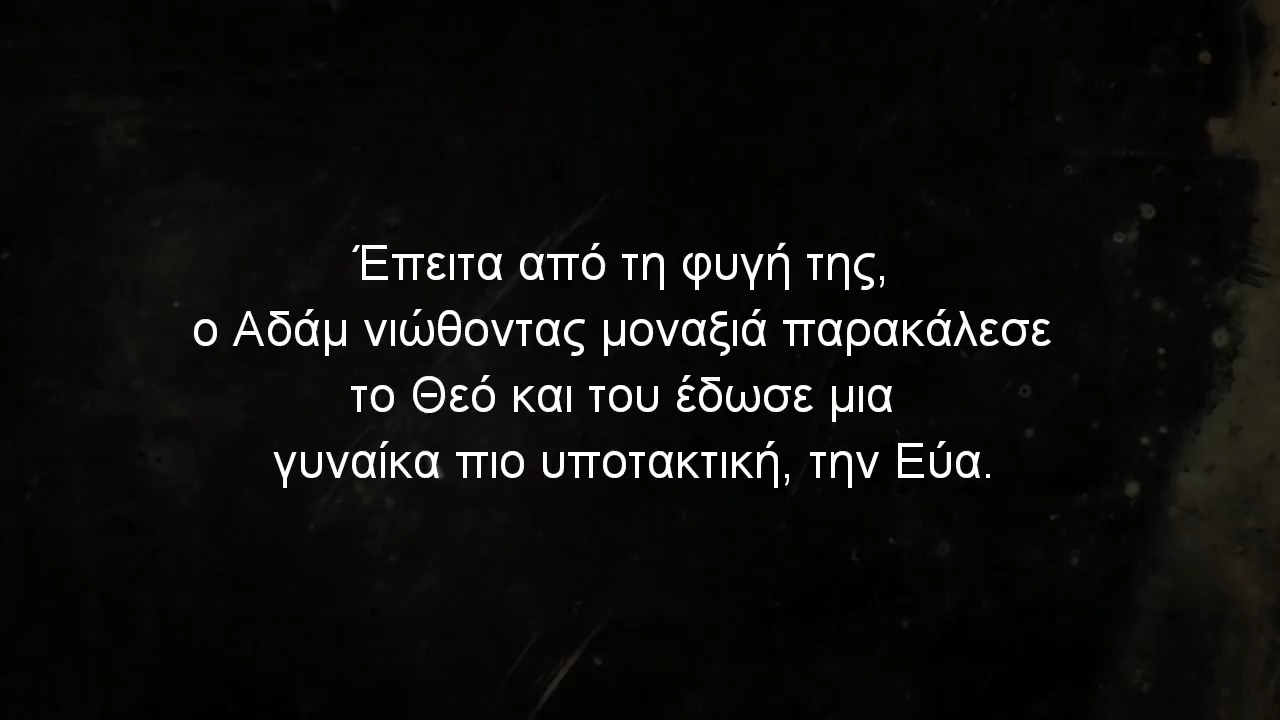 Έπειτα από τη φυγή της,
ο Αδάμ νιώθοντας μοναξιά παρακάλεσε
το Θεό και του έδωσε μια
γυναίκα πιο υποτακτική, την Εύα.